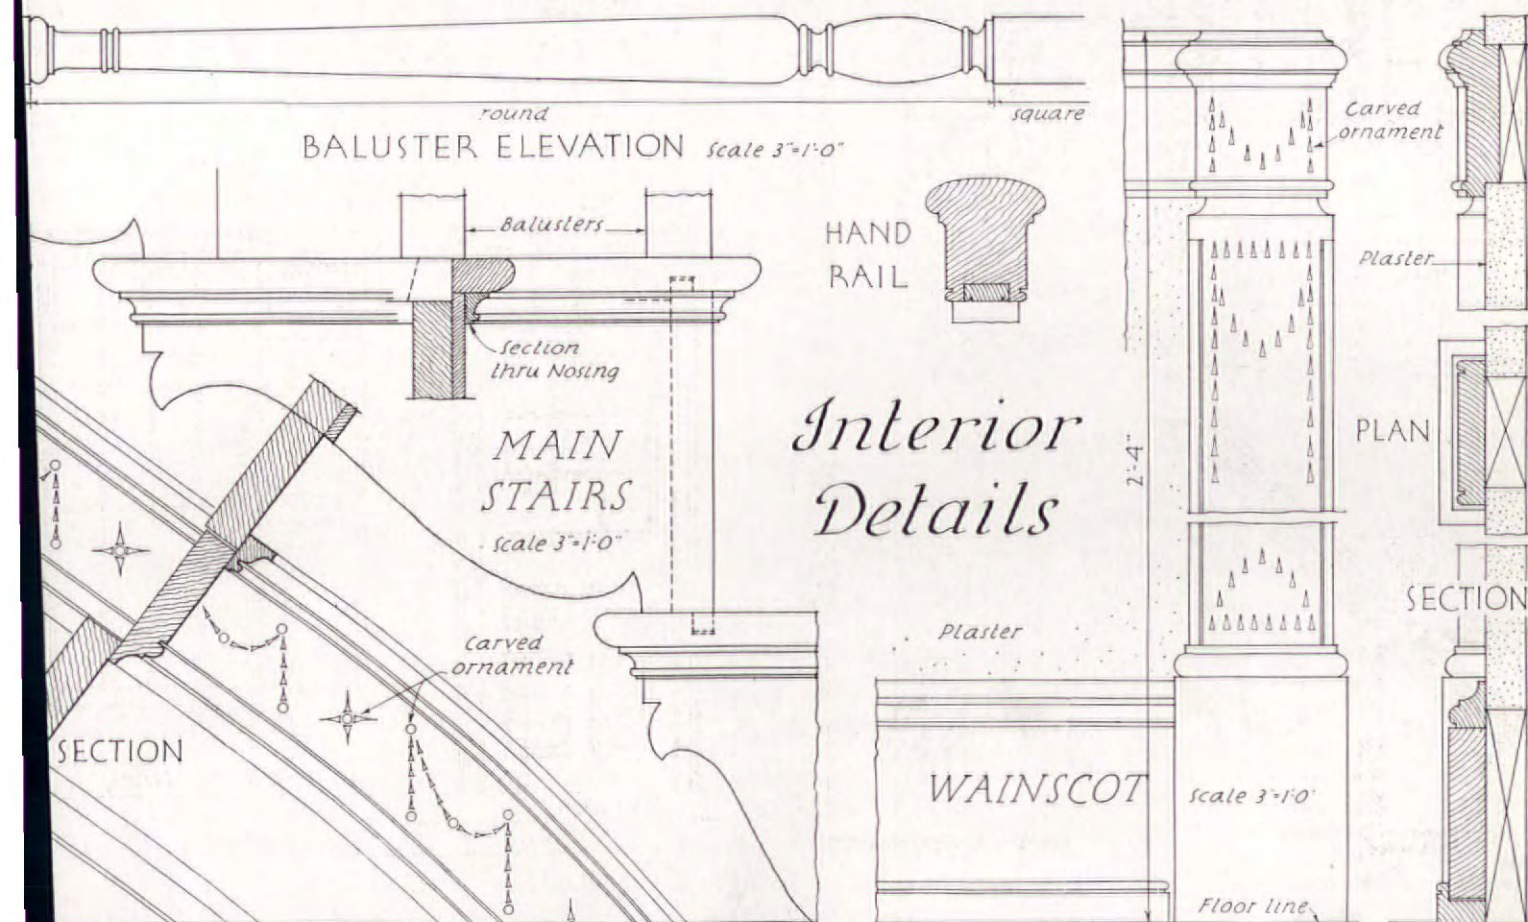 round
square
BALUSTER ELEVATION Scale 3"=1'-0"
Carved
ornament
Balusters
HAND
RAIL
Plaster
Section
thru Nosing
MAIN
STAIRS
scale 3"=1'-0"
Interior
Details
2'-4"
PLAN
SECTION
Plaster
Carved
ornament
SECTION
WAINSCOT
Scale 3"=1'-0"
Floor line